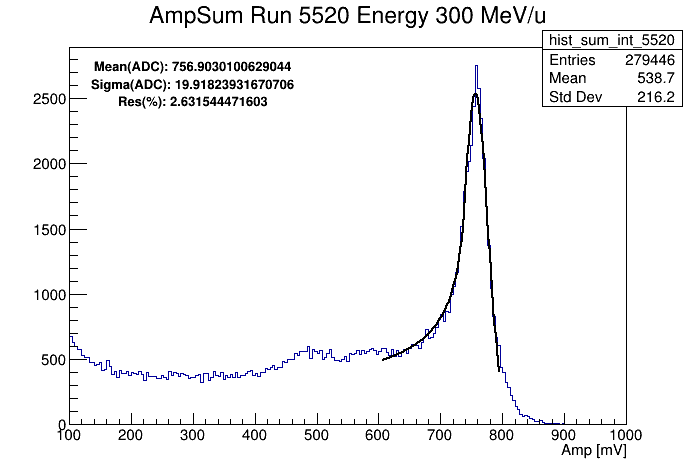 AmpSum Run 5520 Energy 300 MeV/u
hist_sum_int_5520
Entries 279446
Mean 538.7
Std Dev 216.2
Mean(ADC): 756.9030100629044
Sigma(ADC): 19.91823931670706
Res(%): 2.631544471603
2500
2000
1500
1000
500
0
100 200 300 400 500 600 700 800 900 1000
Amp [mV]